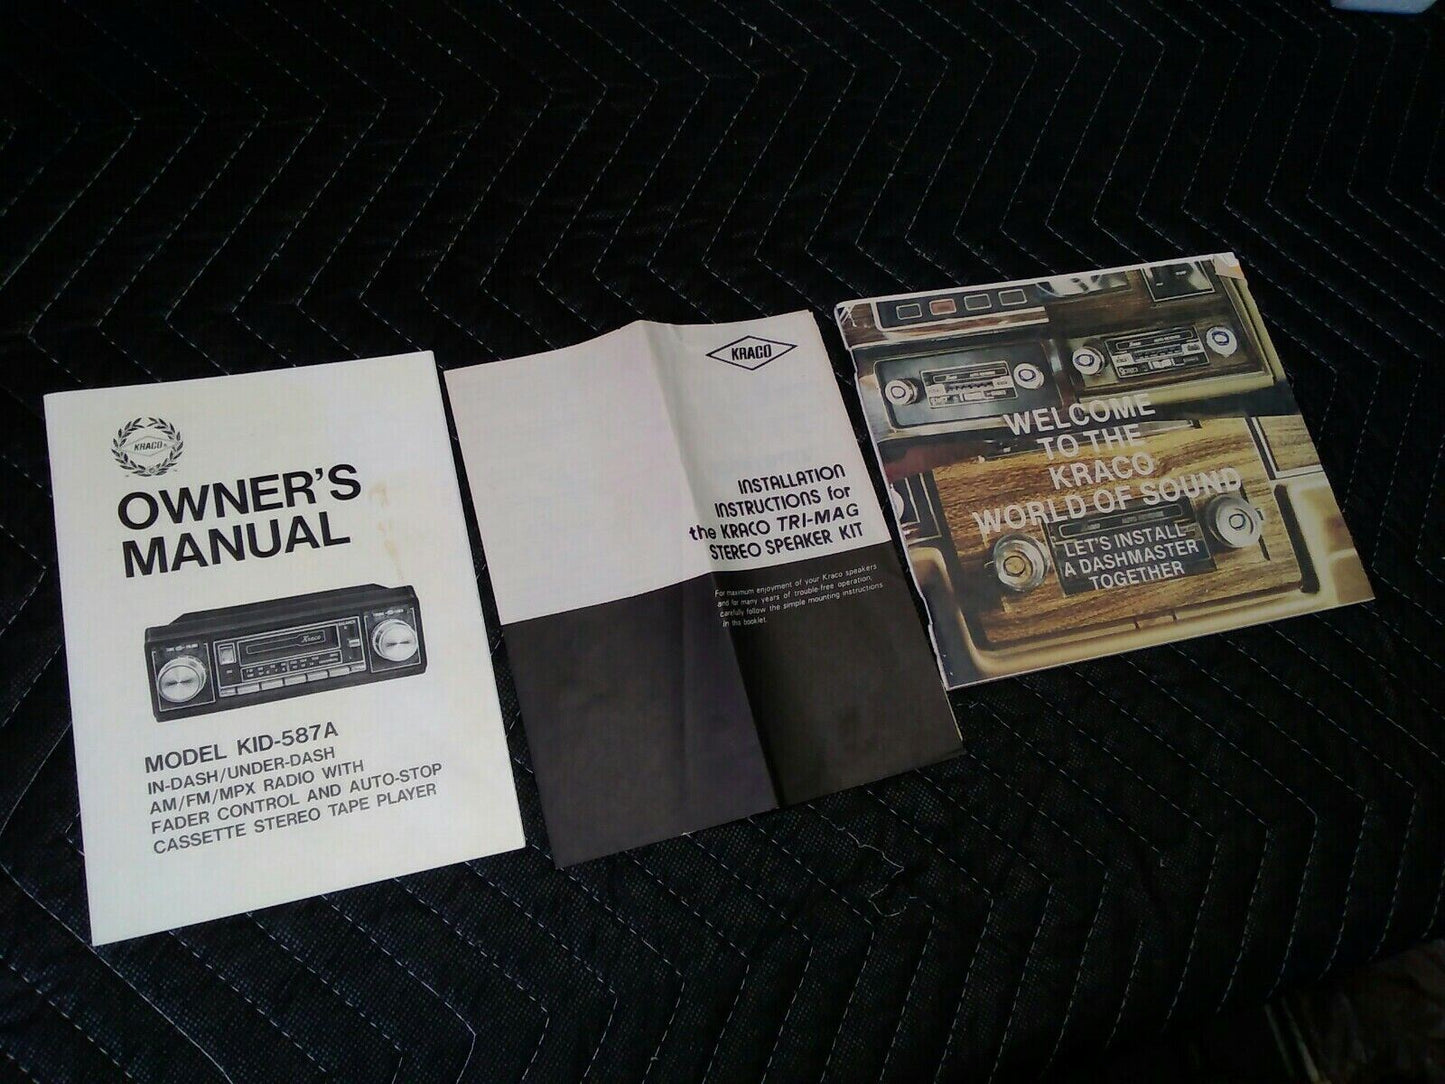 KRACO
OWNER'S
MANUAL
Kraco
MODEL KID-587A
IN-DASH/UNDER-DASH
AM/FM/MPX RADIO WITH
FADER CONTROL AND AUTO-STOP
CASSETTE STEREO TAPE PLAYER
KRACO
INSTALLATION
INSTRUCTIONS for
the KRACO TRI-MAG
STEREO SPEAKER KIT
For maximum enjoyment of your Kraco speakers
and for many years of trouble-free operation,
carefully follow the simple mounting instructions
in this booklet.
WELCOME
TO THE
KRACO
WORLD OF SOUND
LET'S INSTALL
A DASHMASTER
TOGETHER